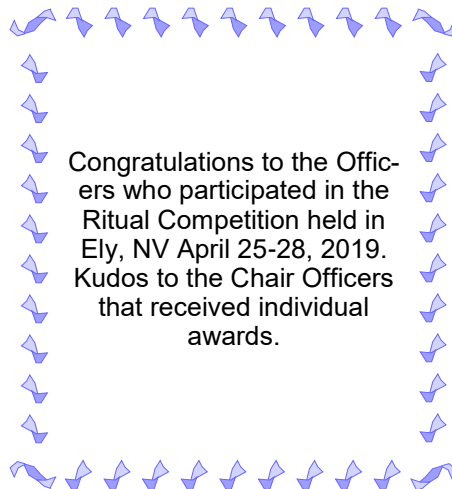 Congratulations to the Offic-
ers who participated in the
Ritual Competition held in
Ely, NV April 25-28, 2019.
Kudos to the Chair Officers
that received individual
awards.